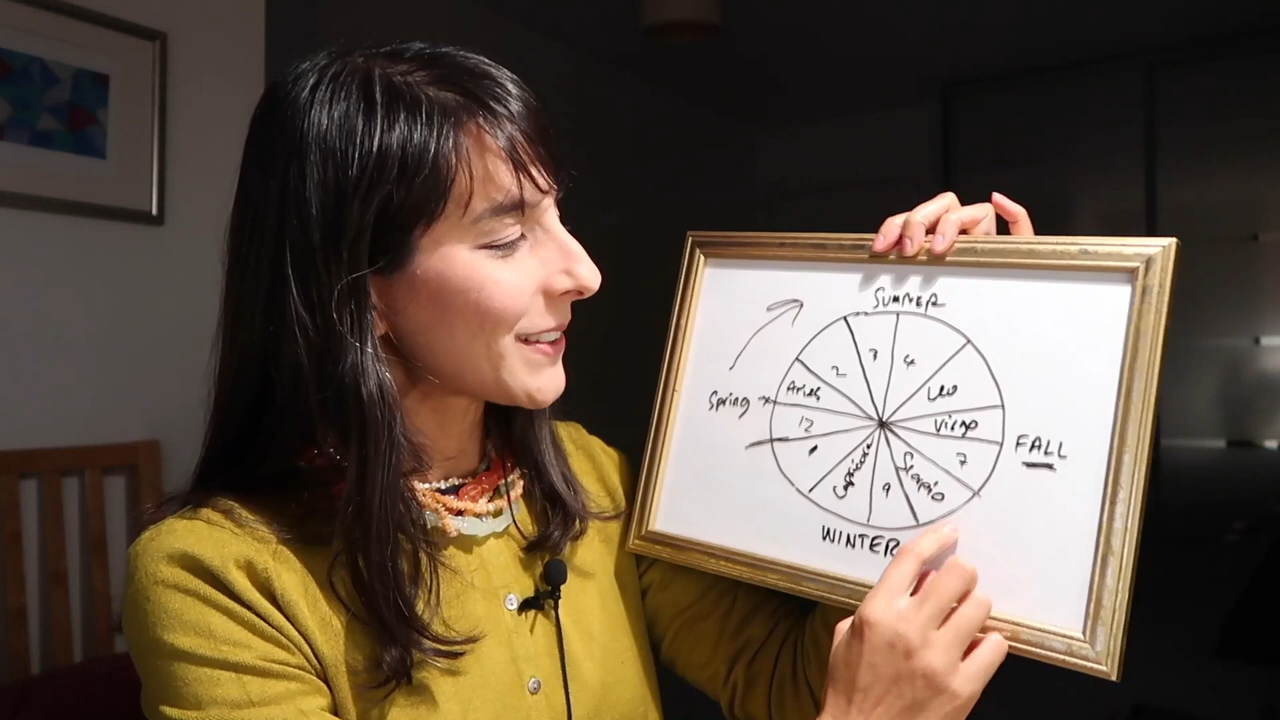 SUMMER
3
4
2
Leo
Aries
Spring
Virgo
12
7
FALL
Scorpio
Capricorn
9
WINTER